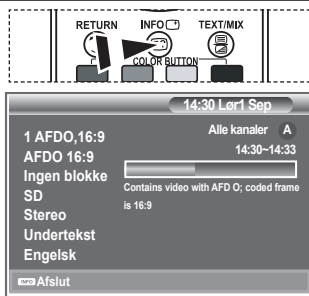 RETURN INFO TEXT/MIX
COLOR BUTTON
14:30 Lør1 Sep
Alle kanaler A
14:30~14:33
1 AFDO,16:9
AFDO 16:9
Ingen blokke
SD
Stereo
Undertekst
Engelsk
Contains video with AFD O; coded frame
is 16:9
INFO Afslut